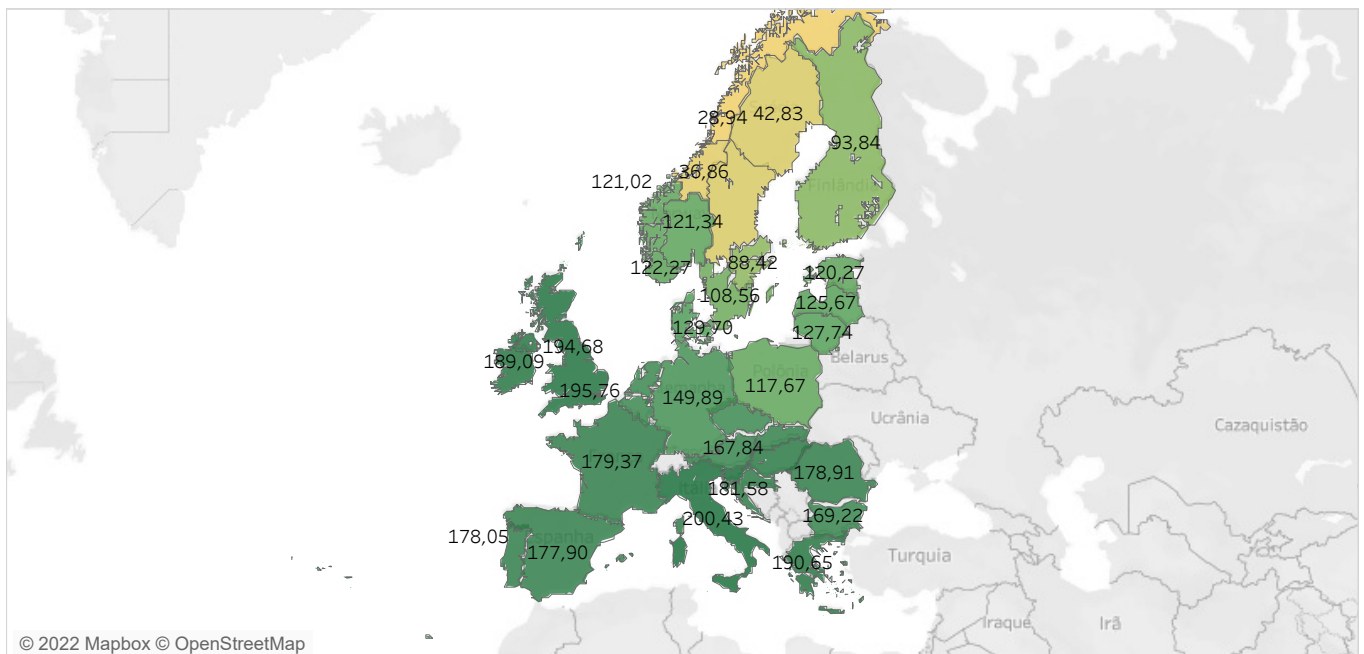 28,94
42,83
93,84
36,86
121,02
Finlândia
121,34
122,27
88,42
120,27
108,56
125,67
129,70
127,74
194,68
189,09
Belarus
Polônia
195,76
149,89
117,67
Ucrânia
Cazaquistão
167,84
179,37
178,91
181,58
200,43
169,22
178,05
Espanha
177,90
190,65
Turquia
Iraque
Irã
© 2022 Mapbox © OpenStreetMap